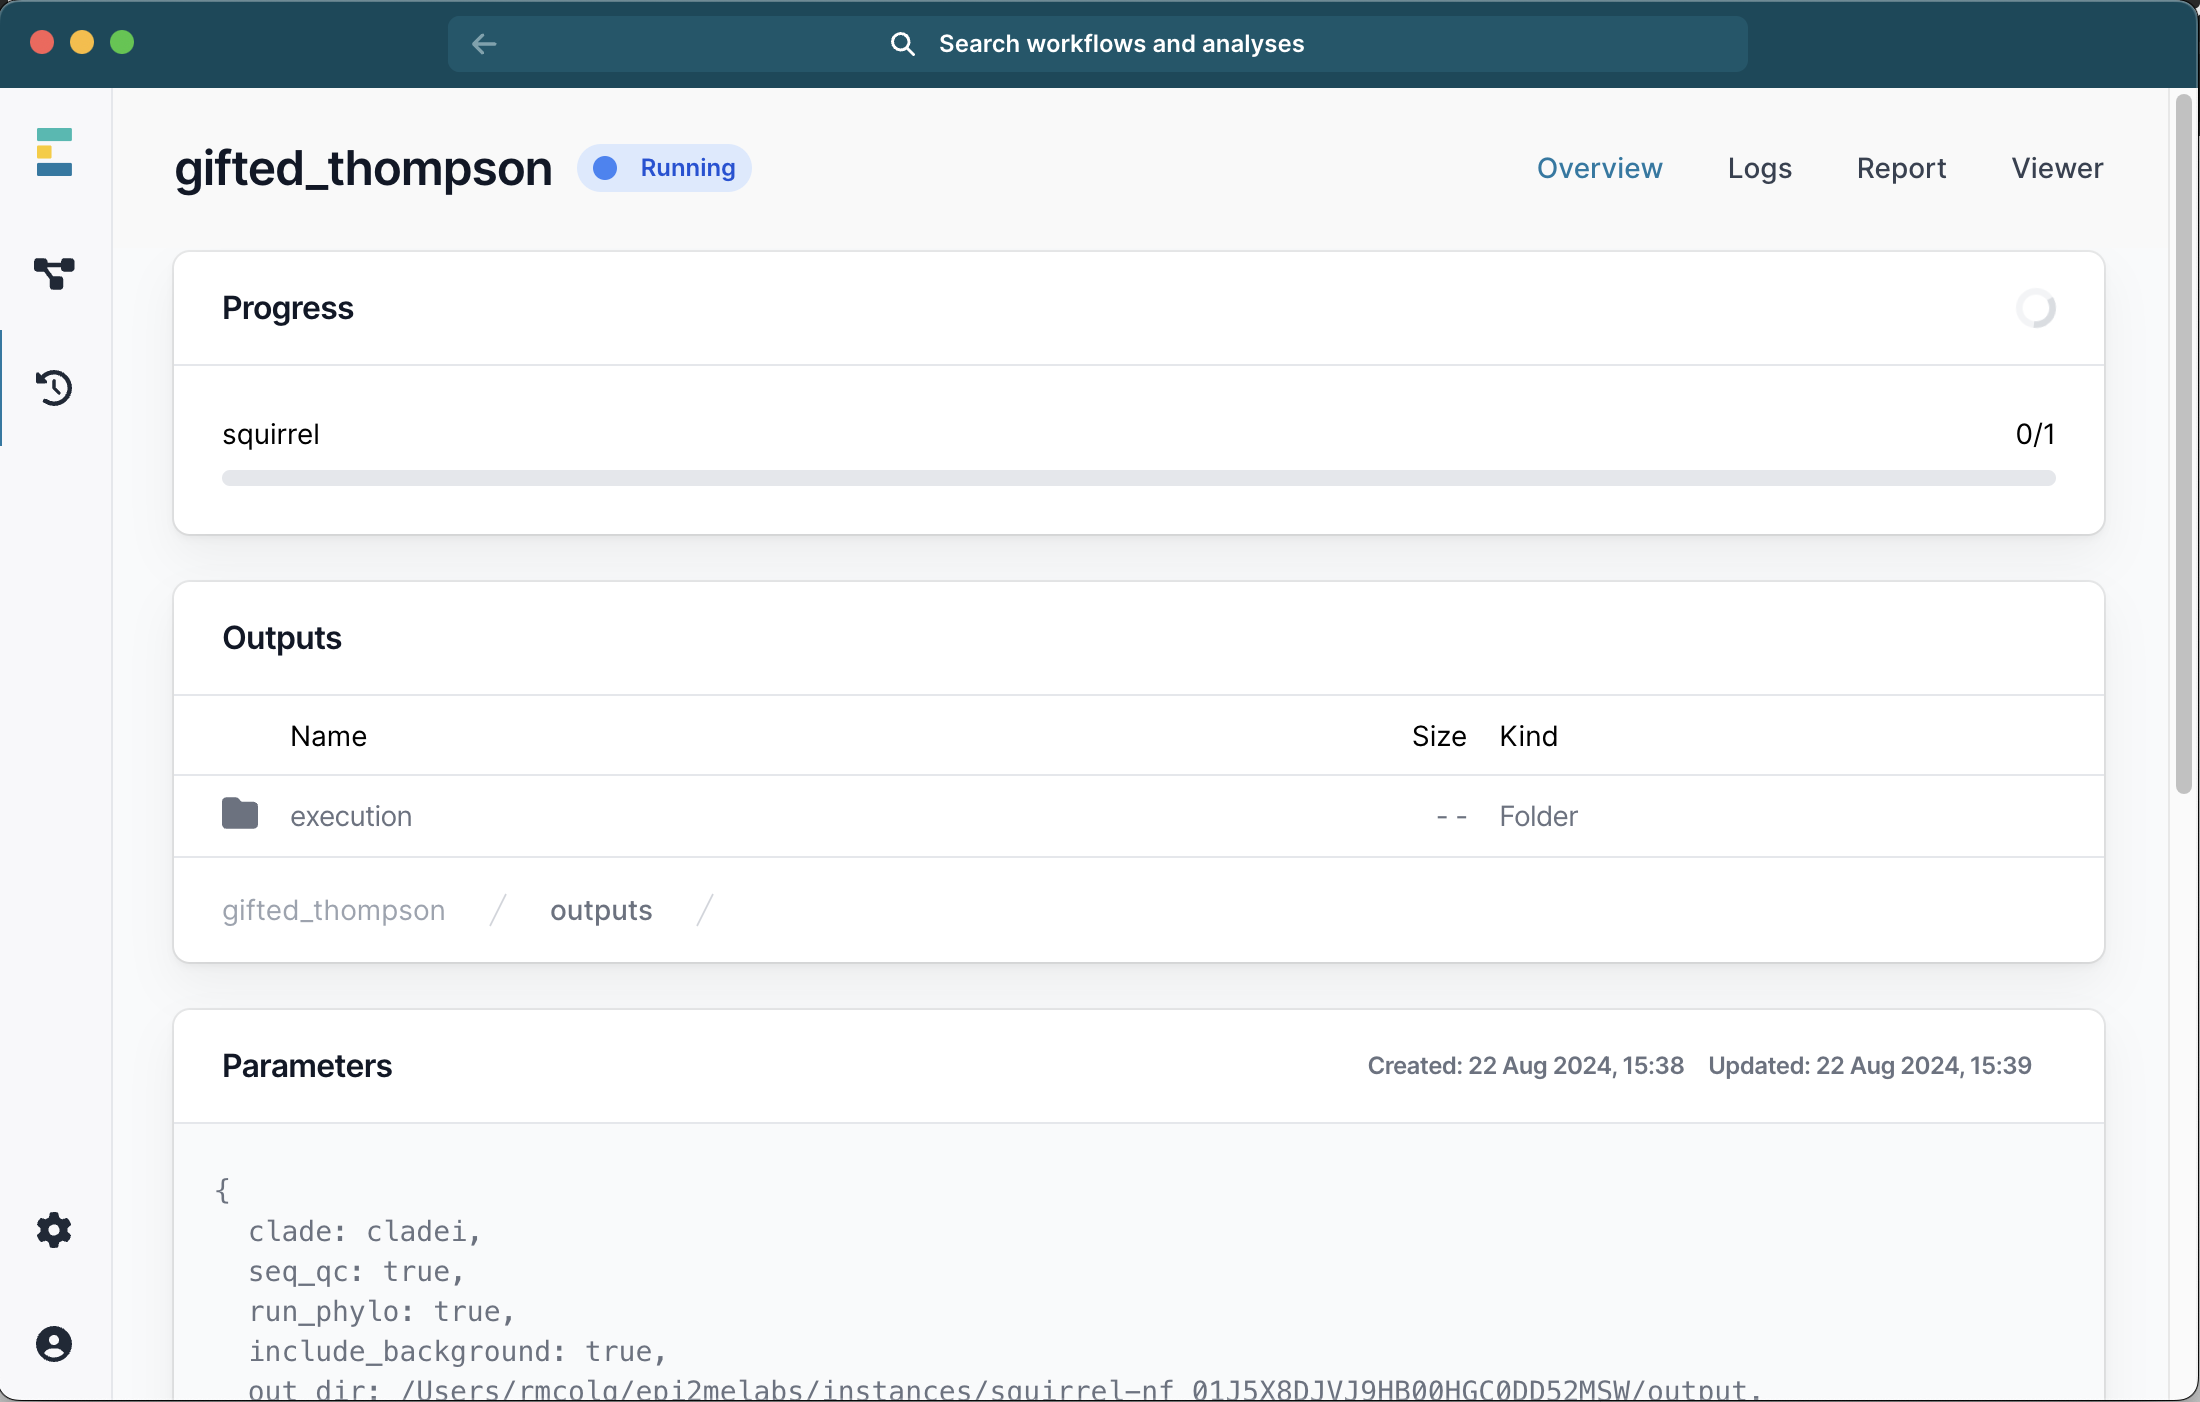 Search workflows and analyses
gifted_thompson
Running
Overview
Logs
Report
Viewer
Progress
squirrel
0/1
Outputs
Name
Size
Kind
execution
--
Folder
gifted_thompson / outputs /
Parameters
Created: 22 Aug 2024, 15:38
Updated: 22 Aug 2024, 15:39
{
clade: cladei,
seq_qc: true,
run_phylo: true,
include_background: true,
out_dir: /Users/rmcolq/epi2melabs/instances/squirrel-nf_01J5X8DJVJ9HB00HGC0DD52MSW/output,